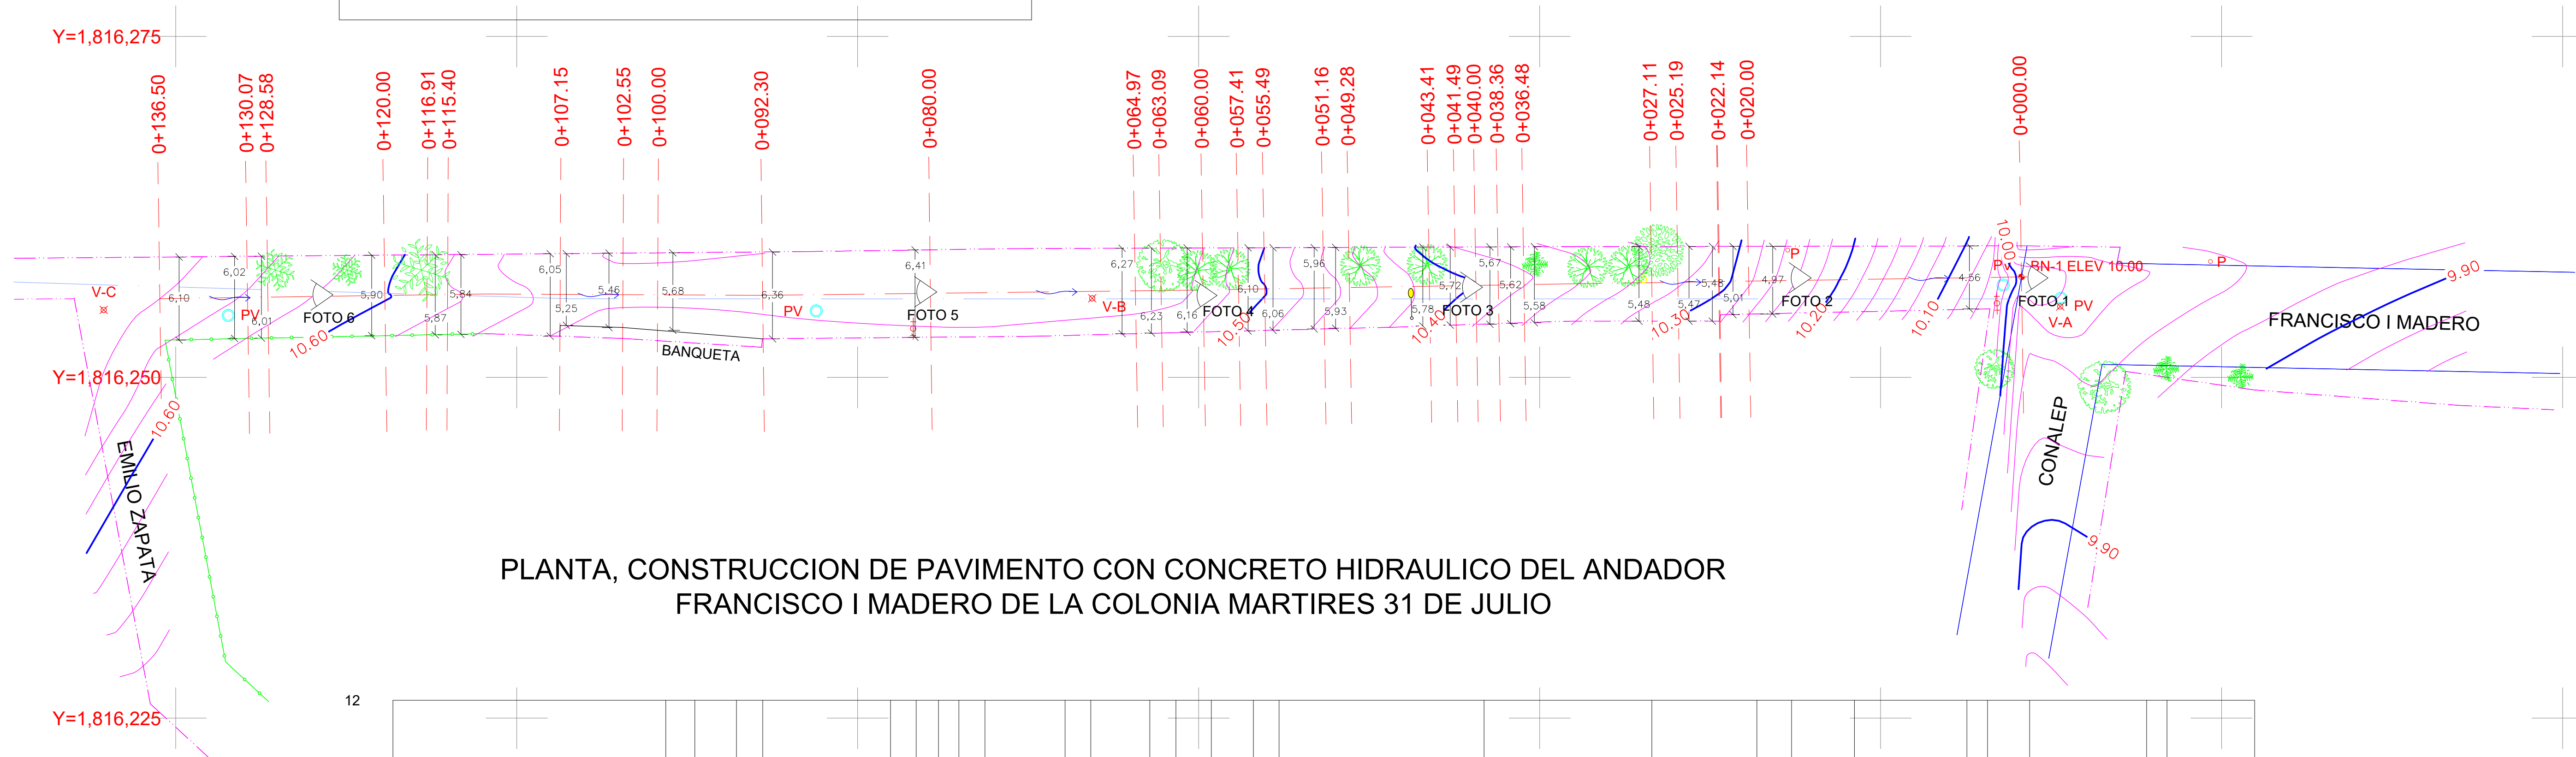 Y=1,816,275
0+136.50
0+130.07
0+128.58
0+120.00
0+116.91
0+115.40
0+107.15
0+102.55
0+100.00
0+092.30
0+080.00
0+064.97
0+063.09
0+060.00
0+057.41
0+055.49
0+051.16
0+049.28
0+043.41
0+041.49
0+040.00
0+038.36
0+036.48
0+027.11
0+025.19
0+022.14
0+020.00
0+000.00
V-C
6,10
6,02
PV
6,01
FOTO 6
10.60
5,90
5,87
5,84
6,05
5,25
5,46
5,68
BANQUETA
6,36
PV
6,41
FOTO 5
V-B
6,27
6,23
6,16
FOTO 4
6,10
10.50
6,06
5,96
5,93
5,78
10.40
5,72
FOTO 3
5,67
5,62
5,58
5,48
10.30
5,47
5,48
5,01
4,97
P
FOTO 2
10.20
10.10
4,56
10.00
P
BN-1 ELEV 10.00
FOTO 1
PV
V-A
P
9.90
FRANCISCO I MADERO
Y=1,816,250
10.60
EMILIO ZAPATA
CONALEP
9.90
PLANTA, CONSTRUCCION DE PAVIMENTO CON CONCRETO HIDRAULICO DEL ANDADOR
FRANCISCO I MADERO DE LA COLONIA MARTIRES 31 DE JULIO
12
Y=1,816,225